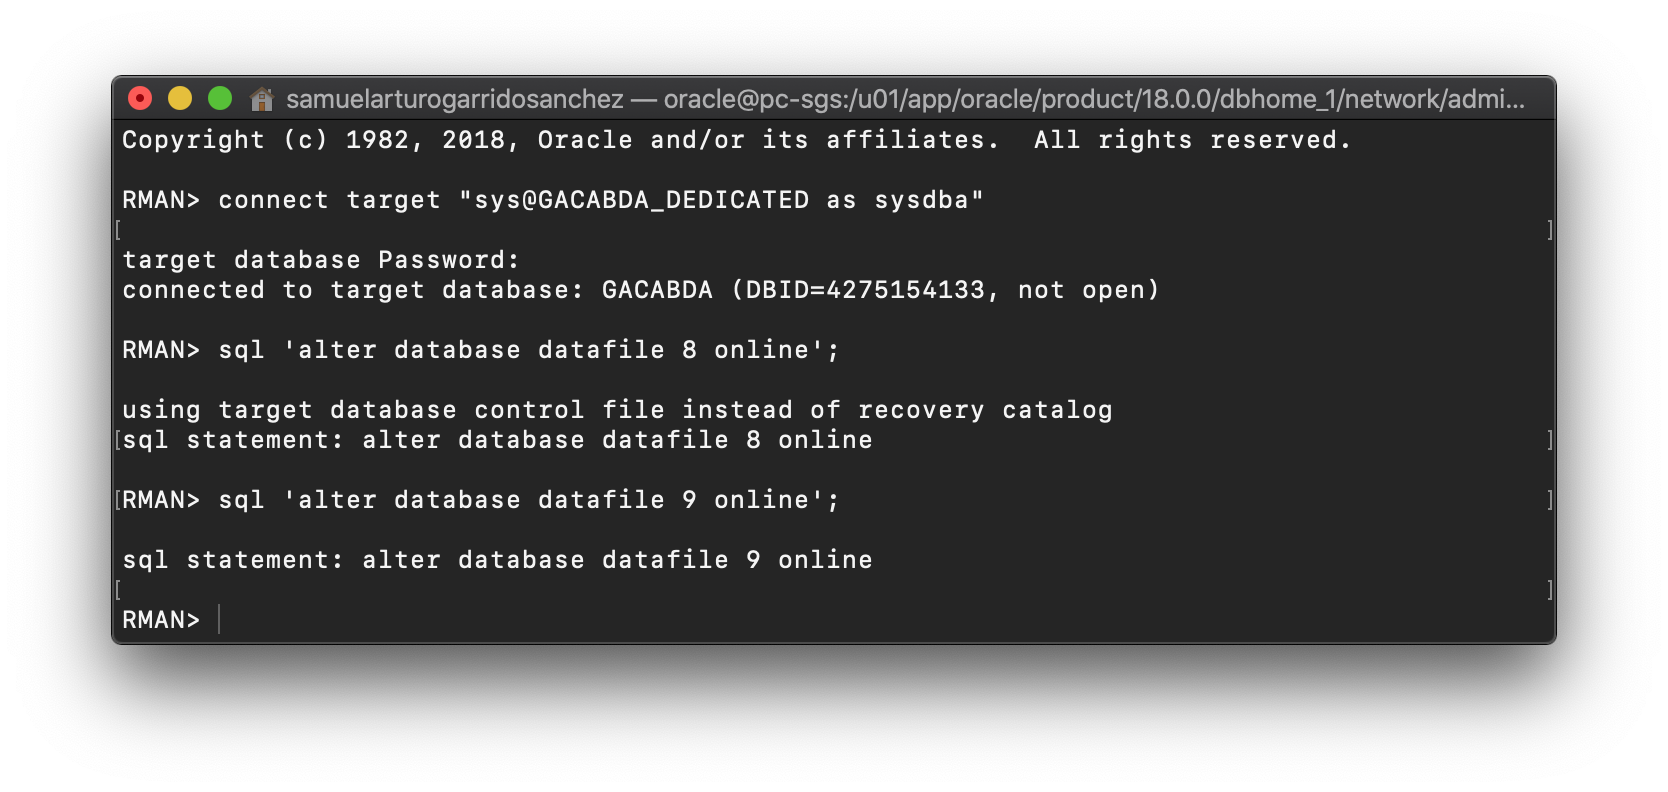 samuelarturogarridosanchez — oracle@pc-sgs:/u01/app/oracle/product/18.0.0/dbhome_1/network/admi...
Copyright (c) 1982, 2018, Oracle and/or its affiliates.  All rights reserved.
RMAN> connect target "sys@GACABDA_DEDICATED as sysdba"
[ ]
target database Password:
connected to target database: GACABDA (DBID=4275154133, not open)
RMAN> sql 'alter database datafile 8 online';
using target database control file instead of recovery catalog
[sql statement: alter database datafile 8 online ]
[RMAN> sql 'alter database datafile 9 online'; ]
sql statement: alter database datafile 9 online
[ ]
RMAN>